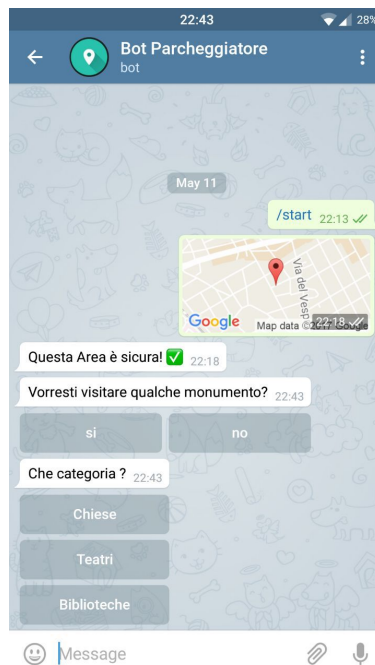 22:43
28%
Bot Parcheggiatore
bot
May 11
/start 22:13
Via del Vesp
Google
Map data ©2017 Google
22:18
Questa Area è sicura! 22:18
Vorresti visitare qualche monumento? 22:43
si no
Che categoria ? 22:43
Chiese
Teatri
Biblioteche
Message